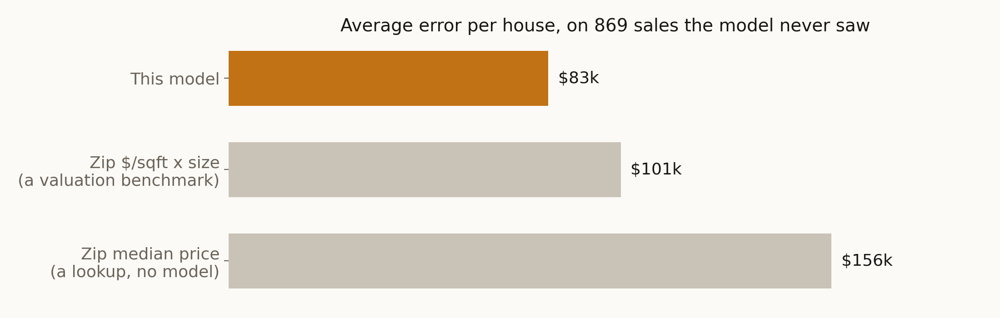 Average error per house, on 869 sales the model never saw
This model
$83k
Zip $/sqft x size
(a valuation benchmark)
$101k
Zip median price
(a lookup, no model)
$156k